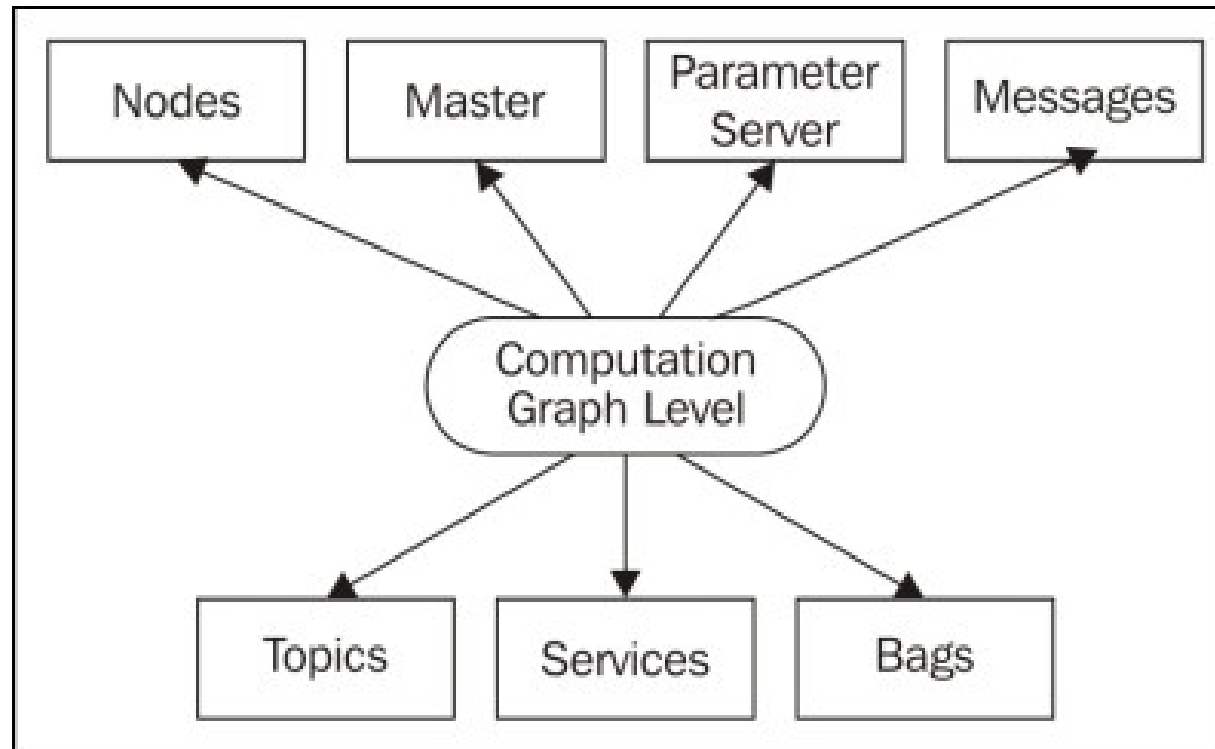 Nodes
Master
Parameter
Server
Messages
Computation
Graph Level
Topics
Services
Bags